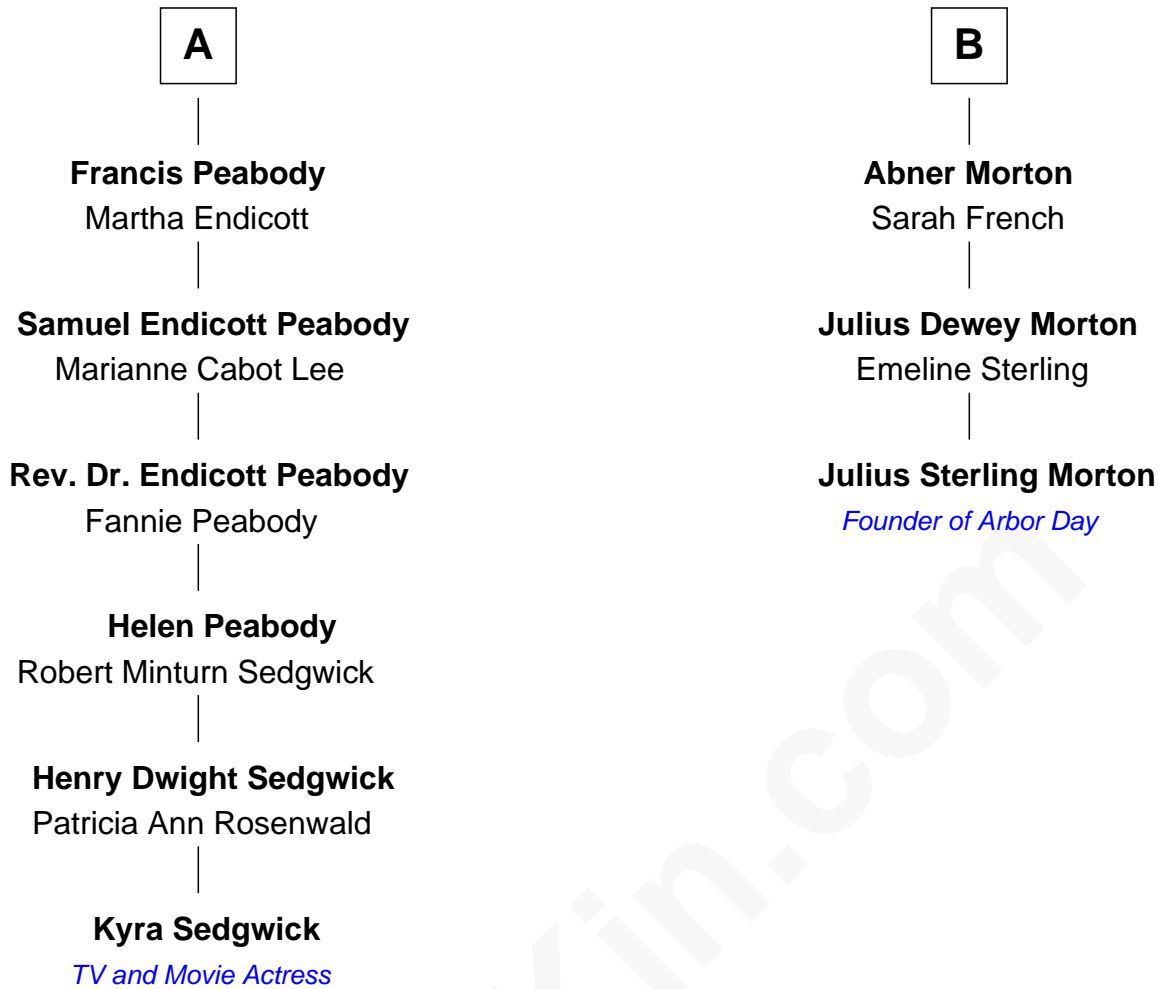 A
Francis Peabody
Martha Endicott
Samuel Endicott Peabody
Marianne Cabot Lee
Rev. Dr. Endicott Peabody
Fannie Peabody
Helen Peabody
Robert Minturn Sedgwick
Henry Dwight Sedgwick
Patricia Ann Rosenwald
Kyra Sedgwick
TV and Movie Actress
B
Abner Morton
Sarah French
Julius Dewey Morton
Emeline Sterling
Julius Sterling Morton
Founder of Arbor Day
Kin.com